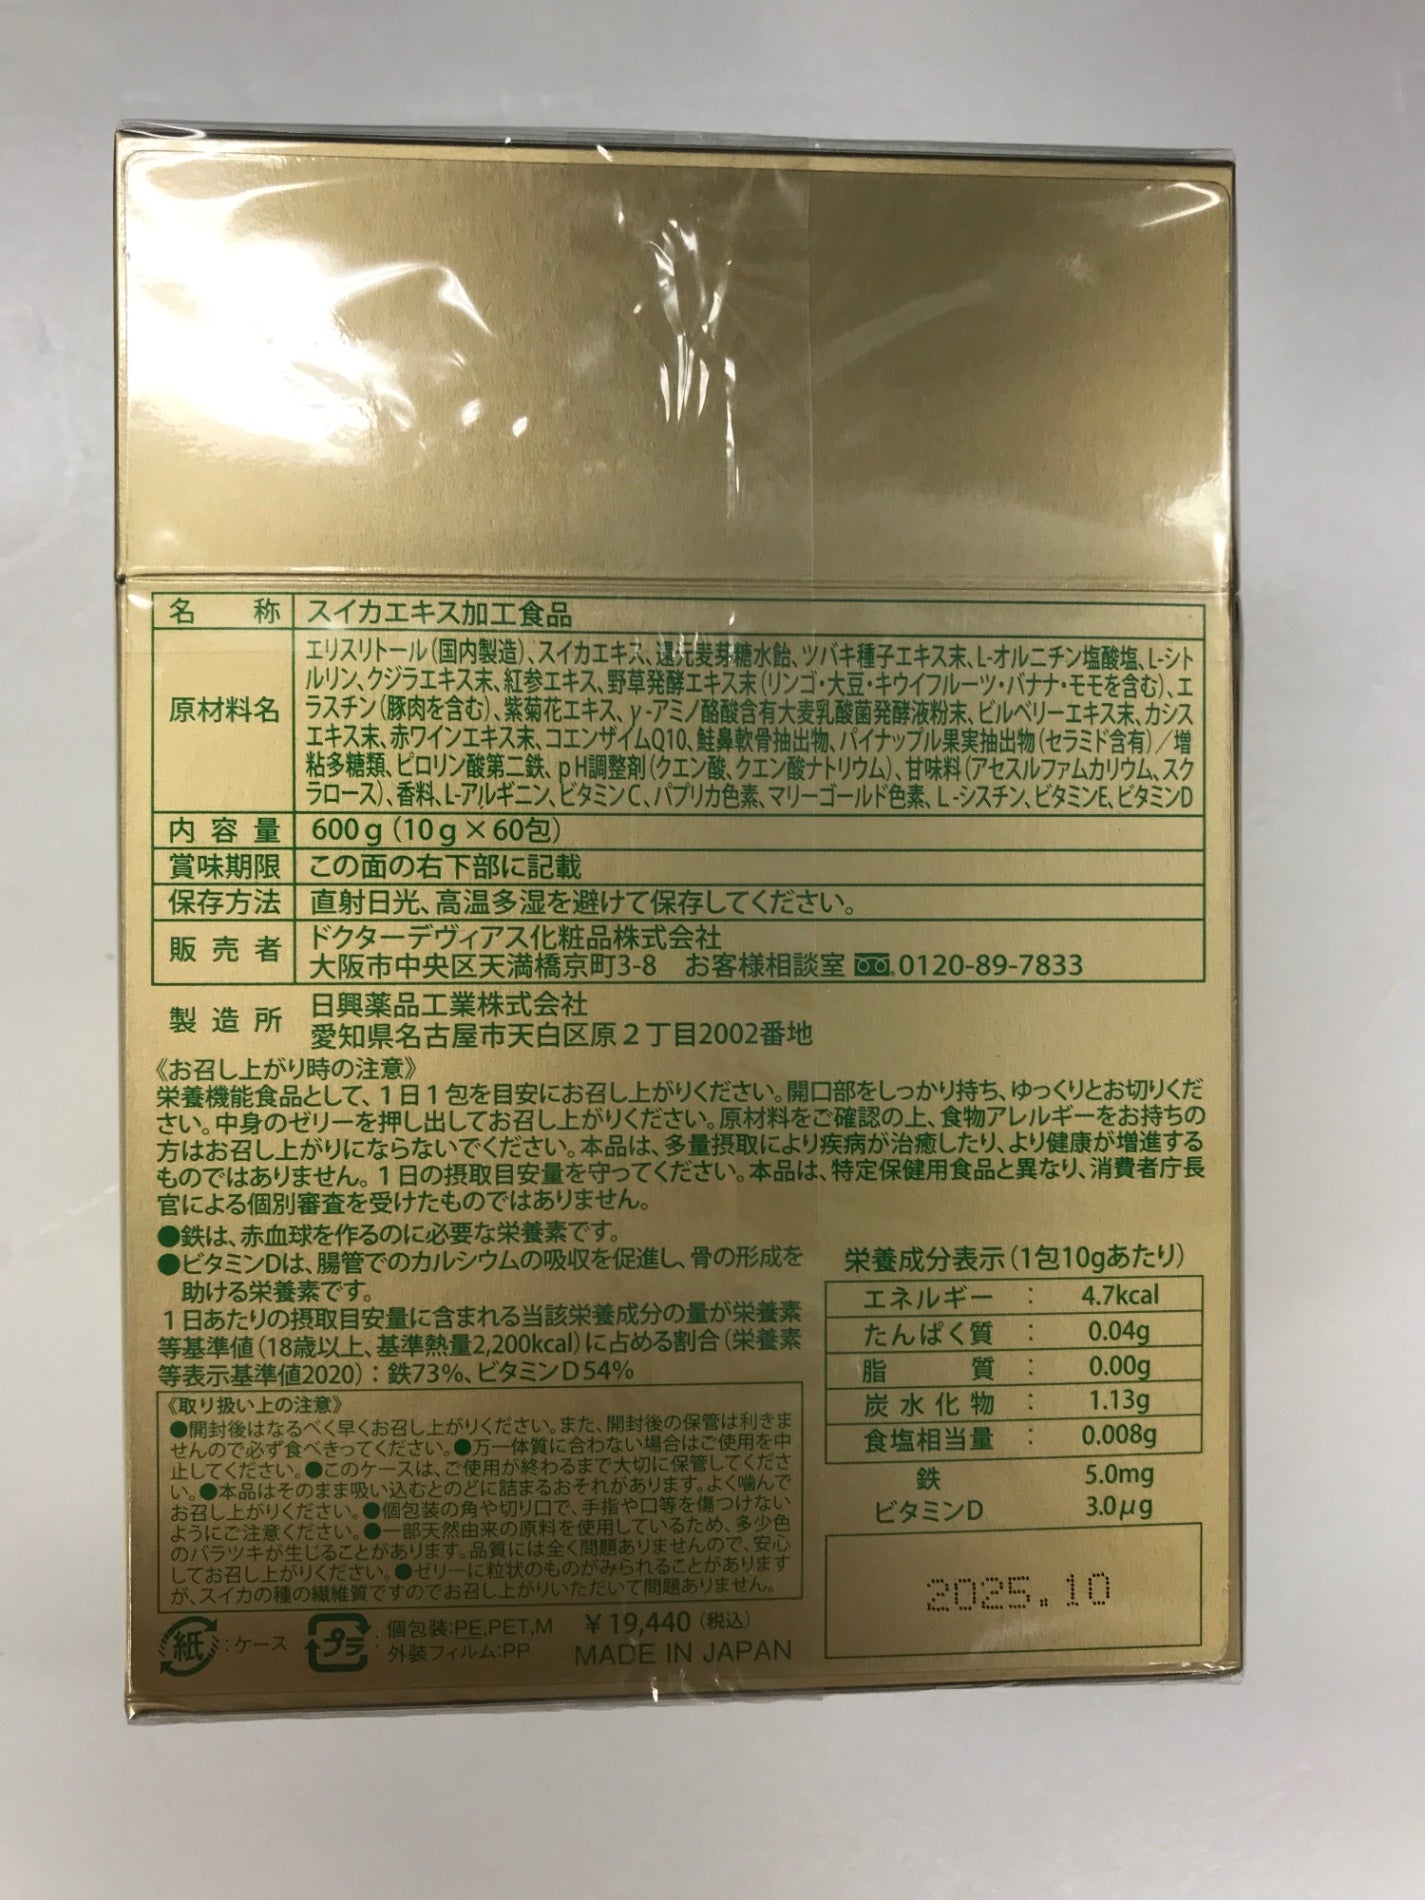 名称 スイカエキス加工食品
原材料名 エリスリトール(国内製造)、スイカエキス、還元麦芽糖水飴、ツバキ種子エキス末、L-オルニチン塩酸塩、L-シト
ルリン、クジラエキス末、紅参エキス、野草発酵エキス末(リンゴ・大豆・キウイフルーツ・バナナ・モモを含む)、エ
ラスチン(豚肉を含む)、紫菊花エキス、γ-アミノ酪酸含有大麦乳酸菌発酵液粉末、ビルベリーエキス末、カシス
エキス末、赤ワインエキス末、コエンザイムQ10、鮭鼻軟骨抽出物、パイナップル果実抽出物(セラミド含有)/増
粘多糖類、ピロリン酸第二鉄、pH調整剤(クエン酸、クエン酸ナトリウム)、甘味料(アセスルファムカリウム、スク
ラロース)、香料、L-アルギニン、ビタミンC、パプリカ色素、マリーゴールド色素、L-シスチン、ビタミンE、ビタミンD
内容量 600g(10g×60包)
賞味期限 この面の右下部に記載
保存方法 直射日光、高温多湿を避けて保存してください。
販売者 ドクターデヴィアス化粧品株式会社
大阪市中央区天満橋京町3-8 お客様相談室 0120-89-7833
製造所 日興薬品工業株式会社
愛知県名古屋市天白区原2丁目2002番地
《お召し上がり時の注意》
栄養機能食品として、1日1包を目安にお召し上がりください。開口部をしっかり持ち、ゆっくりとお切りくだ
さい。中身のゼリーを押し出してお召し上がりください。原材料をご確認の上、食物アレルギーをお持ちの
方はお召し上がりにならないでください。本品は、多量摂取により疾病が治癒したり、より健康が増進する
ものではありません。1日の摂取目安量を守ってください。本品は、特定保健用食品と異なり、消費者庁長
官による個別審査を受けたものではありません。
●鉄は、赤血球を作るのに必要な栄養素です。
●ビタミンDは、腸管でのカルシウムの吸収を促進し、骨の形成を
助ける栄養素です。
1日あたりの摂取目安量に含まれる当該栄養成分の量が栄養素
等基準値(18歳以上、基準熱量2,200kcal)に占める割合(栄養素
等表示基準値2020):鉄73%、ビタミンD54%
《取り扱い上の注意》
●開封後はなるべく早くお召し上がりください。また、開封後の保管は利きま
せんので必ず食べきってください。●万一体質に合わない場合はご使用を中
止してください。●このケースは、ご使用が終わるまで大切に保管してくださ
い。●本品はそのまま吸い込むとのどに詰まるおそれがあります。よく噛んで
お召し上がりください。●個包装の角や切り口で、手指や口等を傷つけない
ようにご注意ください。●一部天然由来の原料を使用しているため、多少色
のバラツキが生じることがあります。品質には全く問題ありませんので、安心
してお召し上がりください。●ゼリーに粒状のものがみられることがあります
が、スイカの種の繊維質ですのでお召し上がりいただいて問題ありません。
栄養成分表示(1包10gあたり)
エネルギー : 4.7kcal
たんぱく質 : 0.04g
脂質 : 0.00g
炭水化物 : 1.13g
食塩相当量 : 0.008g
鉄 5.0mg
ビタミンD 3.0μg
2025.10
紙:ケース
プラ:個包装:PE,PET,M
外装フィルム:PP
¥19,440(税込)
MADE IN JAPAN